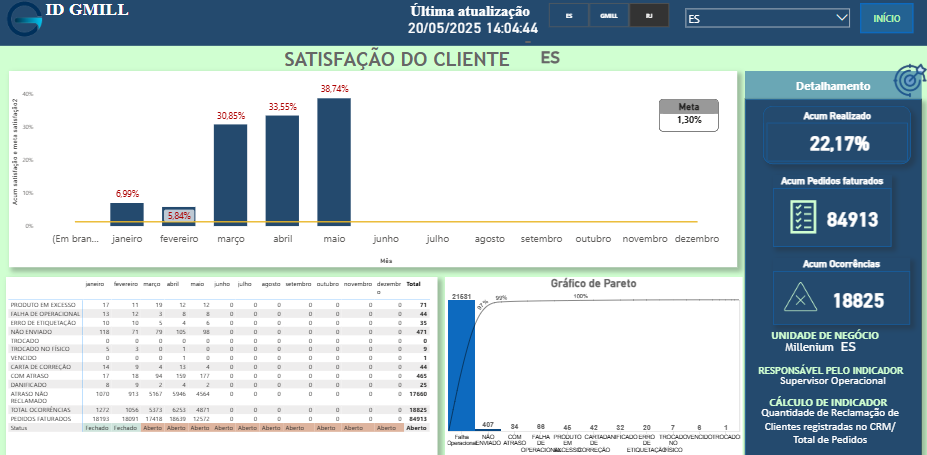 ID GMILL
Última atualização
20/05/2025 14:04:44
ES
GMILL
RJ
ES
INÍCIO
SATISFAÇÃO DO CLIENTE ES
Acum satisfação e meta satisfação2
40%
30%
20%
10%
0%
6,99%
5,84%
30,85%
33,55%
38,74%
Meta
1,30%
(Em bran... janeiro fevereiro março abril maio junho julho agosto setembro outubro novembro dezembro
Mês
Detalhamento
Acum Realizado
22,17%
Acum Pedidos faturados
84913
Acum Ocorrências
18825
UNIDADE DE NEGÓCIO
Millenium ES
RESPONSÁVEL PELO INDICADOR
Supervisor Operacional
CÁLCULO DE INDICADOR
Quantidade de Reclamação de
Clientes registradas no CRM/
Total de Pedidos
janeiro fevereiro março abril maio junho julho agosto setembro outubro novembro dezembr
o
Total
PRODUTO EM EXCESSO 17 11 19 12 12 0 0 0 0 0 0 0 71
FALHA DE OPERACIONAL 13 12 3 8 8 0 0 0 0 0 0 0 44
ERRO DE ETIQUETAÇÃO 10 10 5 4 6 0 0 0 0 0 0 0 35
NÃO ENVIADO 118 71 79 105 98 0 0 0 0 0 0 0 471
TROCADO 0 0 0 0 0 0 0 0 0 0 0 0 0
TROCADO NO FÍSICO 5 3 0 1 0 0 0 0 0 0 0 0 9
VENCIDO 0 0 0 1 0 0 0 0 0 0 0 0 1
CARTA DE CORREÇÃO 14 9 4 13 4 0 0 0 0 0 0 0 44
COM ATRASO 17 18 94 159 177 0 0 0 0 0 0 0 465
DANIFICADO 8 9 2 4 2 0 0 0 0 0 0 0 25
ATRASO NÃO
RECLAMADO 1070 913 5167 5946 4564 0 0 0 0 0 0 0 17660
TOTAL OCORRÊNCIAS 1272 1056 5373 6253 4871 0 0 0 0 0 0 0 18825
PEDIDOS FATURADOS 18193 18091 17418 18639 12572 0 0 0 0 0 0 0 84913
Status Fechado Fechado Aberto Aberto Aberto Aberto Aberto Aberto Aberto Aberto Aberto Aberto Aberto
Gráfico de Pareto
21681
97%
99%
100%
407 84 66 45 42 32 20 7 6 1
Falha
Operacional
NÃO
ENVIADO
COM
ATRASO
FALHA
DE
OPERACIONAL
PRODUTO
EM
EXCESSO
CARTA
DE
CORREÇÃO
DANIFICADO
ERRO
DE
ETIQUETAÇÃO
TROCADO
NO
FÍSICO
VENCIDO
TROCADO